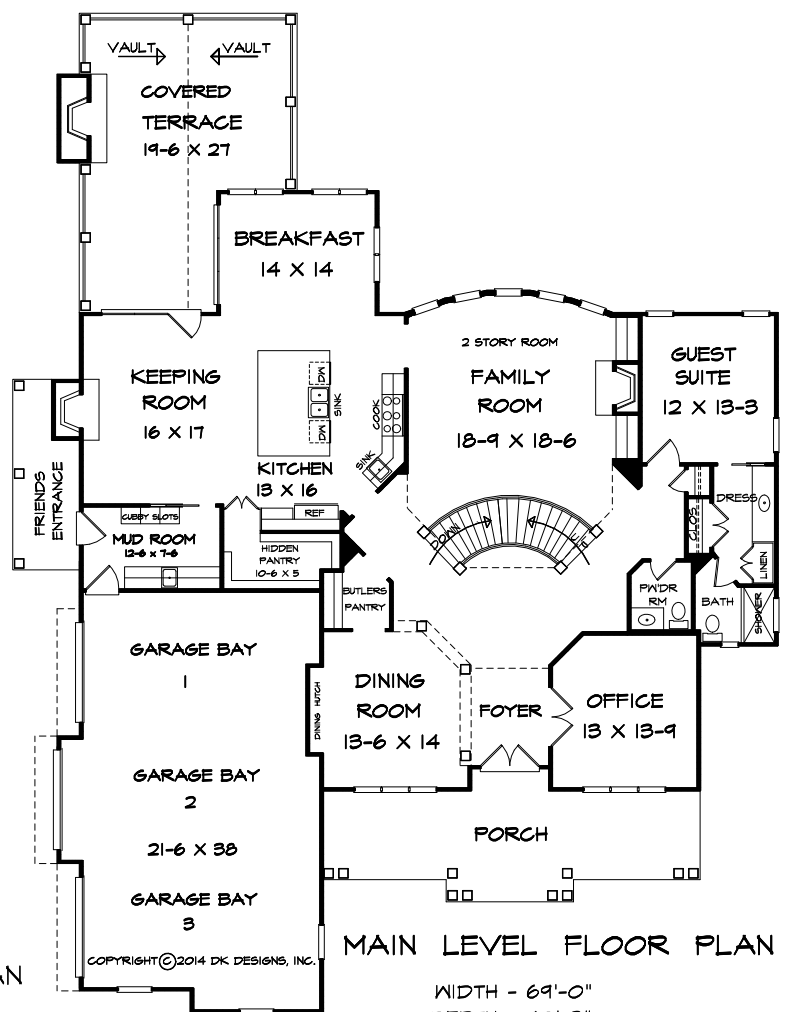 VAULT
VAULT
COVERED
TERRACE
19-6 X 27
BREAKFAST
14 X 14
2 STORY ROOM
FAMILY
ROOM
18-9 X 18-6
GUEST
SUITE
12 X 13-3
KEEPING
ROOM
16 X 17
DW
SINK
DW
COOK
SINK
KITCHEN
13 X 16
REF
FRIENDS
ENTRANCE
CUBBY SLOTS
MUD ROOM
12-6 x 7-6
HIDDEN
PANTRY
10-6 X 5
DOWN
UP
DRESS
CLOS
LINEN
BUTLERS
PANTRY
PW'DR
RM
BATH
SHOWER
GARAGE BAY
1
DINING HUTCH
DINING
ROOM
13-6 X 14
FOYER
OFFICE
13 X 13-9
GARAGE BAY
2
21-6 X 38
PORCH
GARAGE BAY
3
COPYRIGHT © 2014 DK DESIGNS, INC.
MAIN LEVEL FLOOR PLAN
AN
WIDTH - 69'-0"